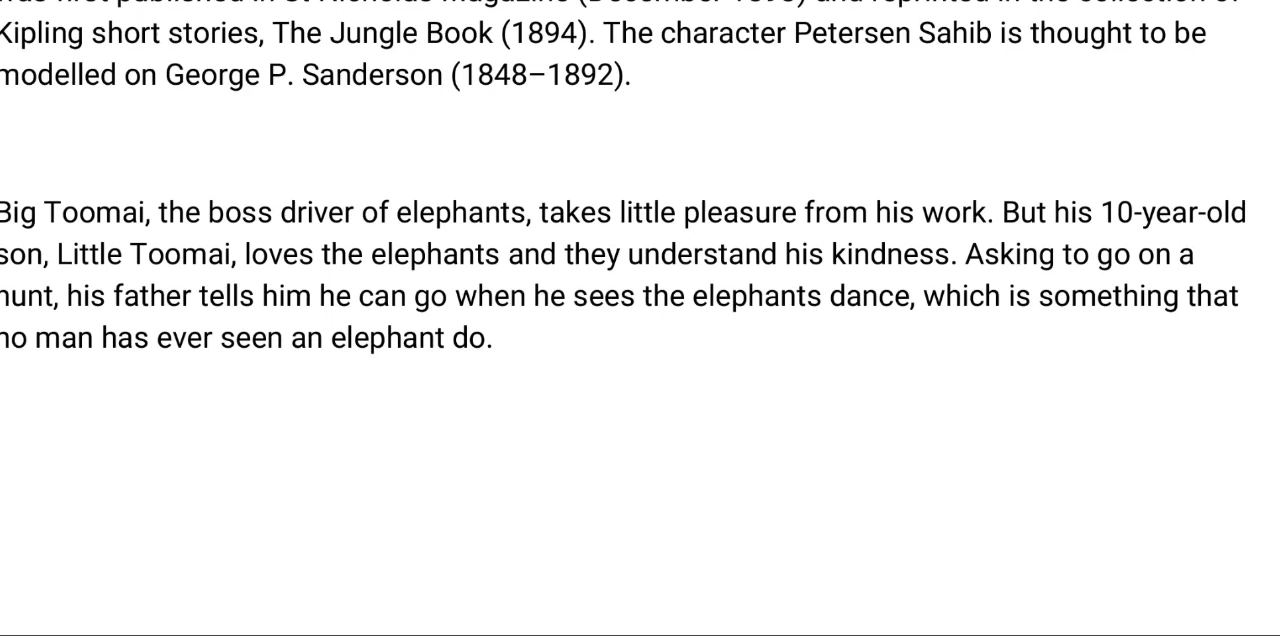 Kipling short stories, The Jungle Book (1894). The character Petersen Sahib is thought to be
modelled on George P. Sanderson (1848–1892).
Big Toomai, the boss driver of elephants, takes little pleasure from his work. But his 10-year-old
son, Little Toomai, loves the elephants and they understand his kindness. Asking to go on a
hunt, his father tells him he can go when he sees the elephants dance, which is something that
no man has ever seen an elephant do.